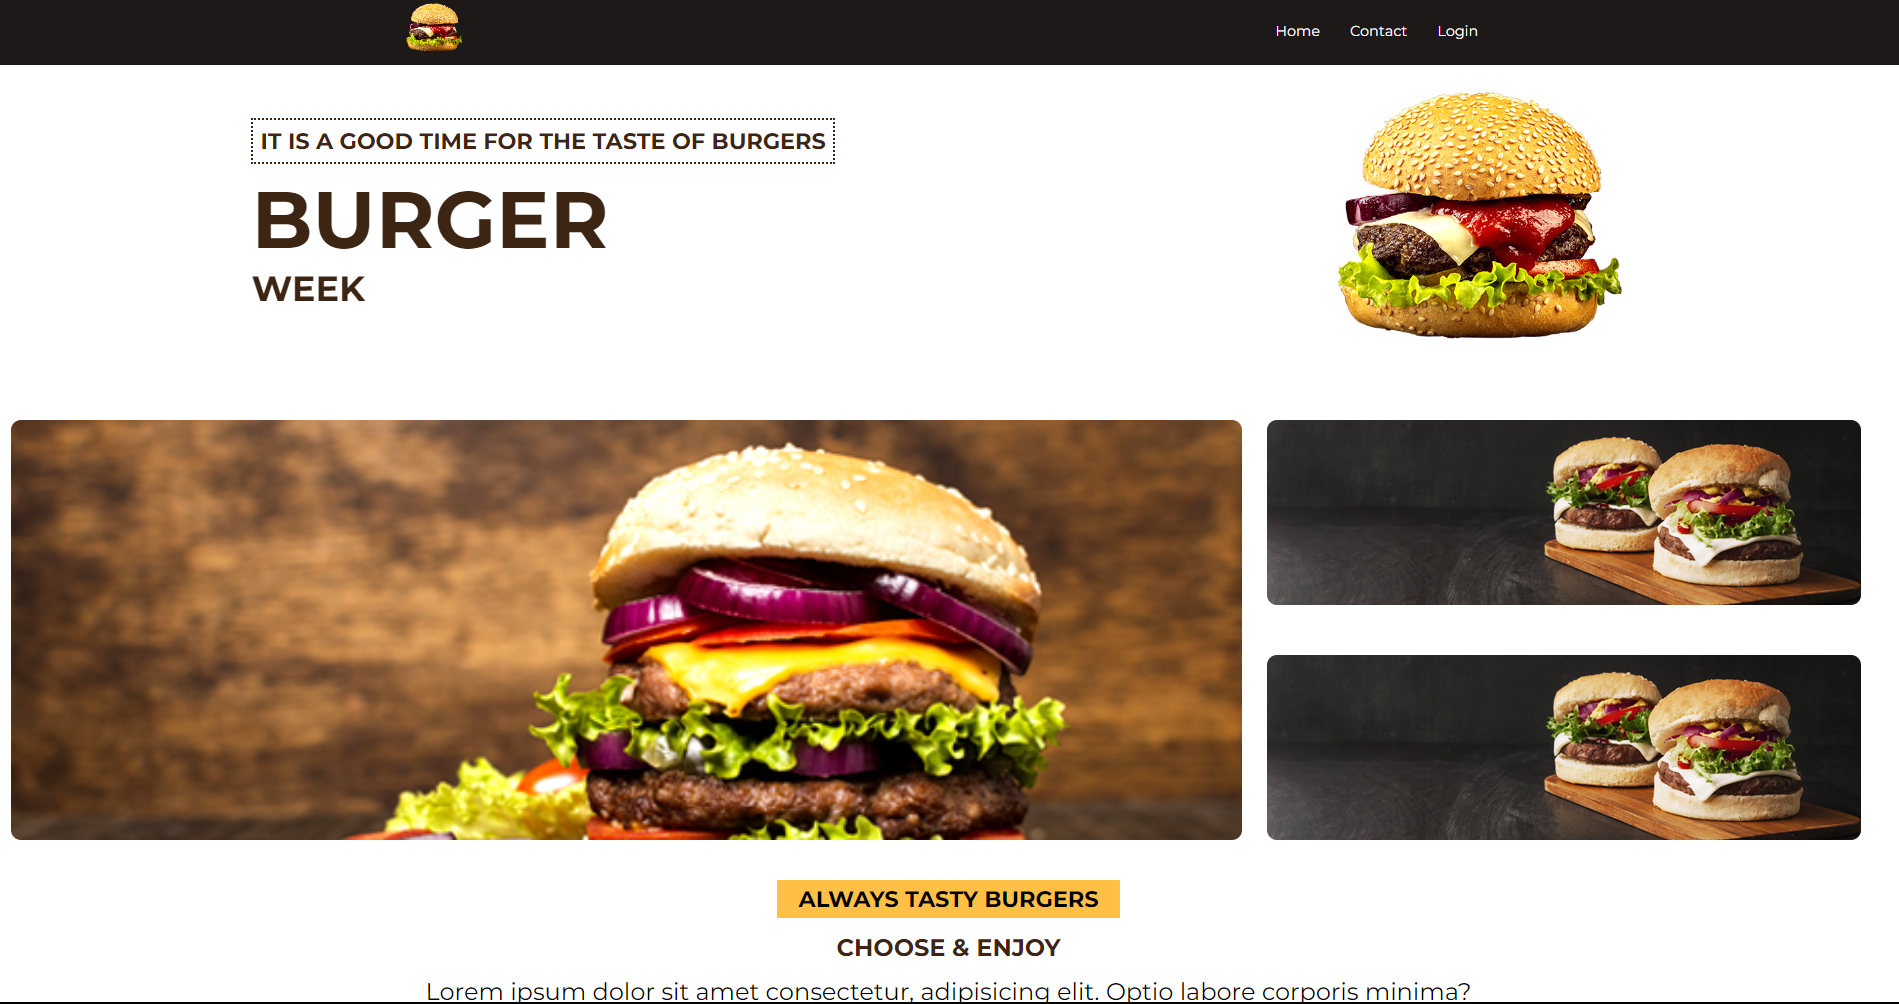 Home Contact Login
IT IS A GOOD TIME FOR THE TASTE OF BURGERS
BURGER
WEEK
ALWAYS TASTY BURGERS
CHOOSE & ENJOY
Lorem ipsum dolor sit amet consectetur, adipisicing elit. Optio labore corporis minima?